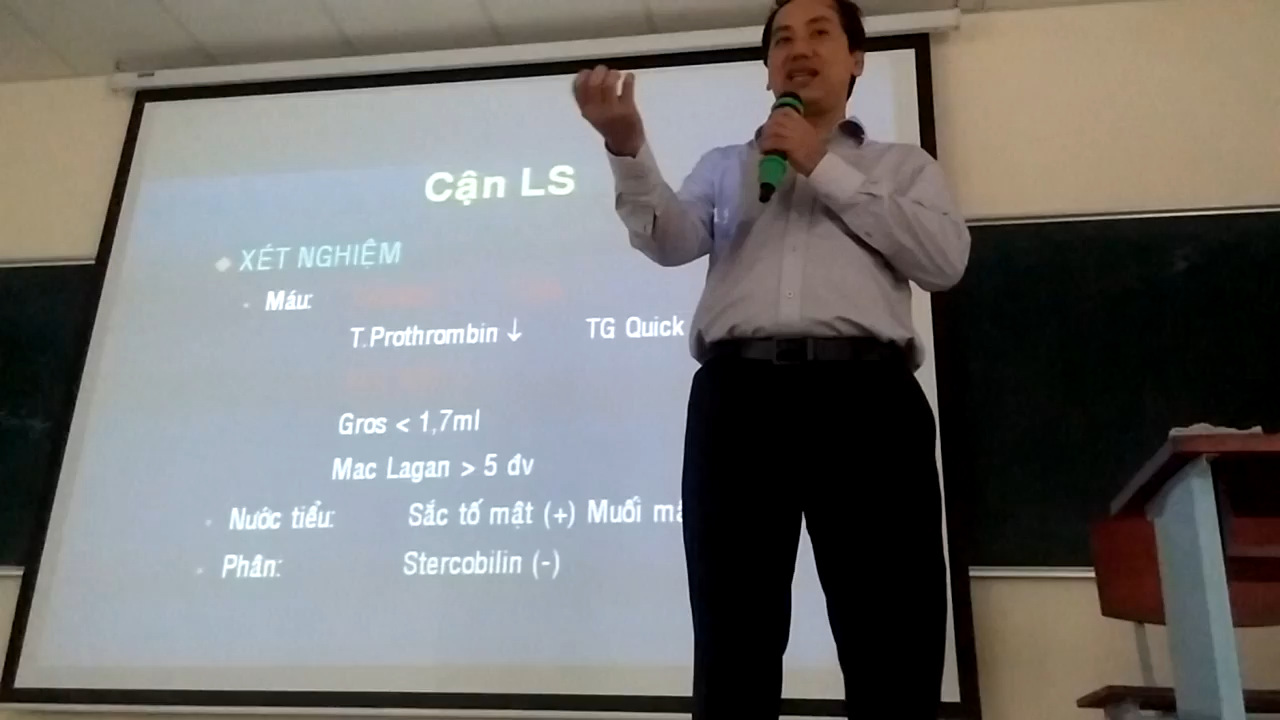 Cận LS
XÉT NGHIỆM
Máu:
T.Prothrombin ↓ TG Quick
Gros < 1,7ml
Mac Lagan > 5 đv
Nước tiểu: Sắc tố mật (+) Muối
Phân: Stercobilin (-)